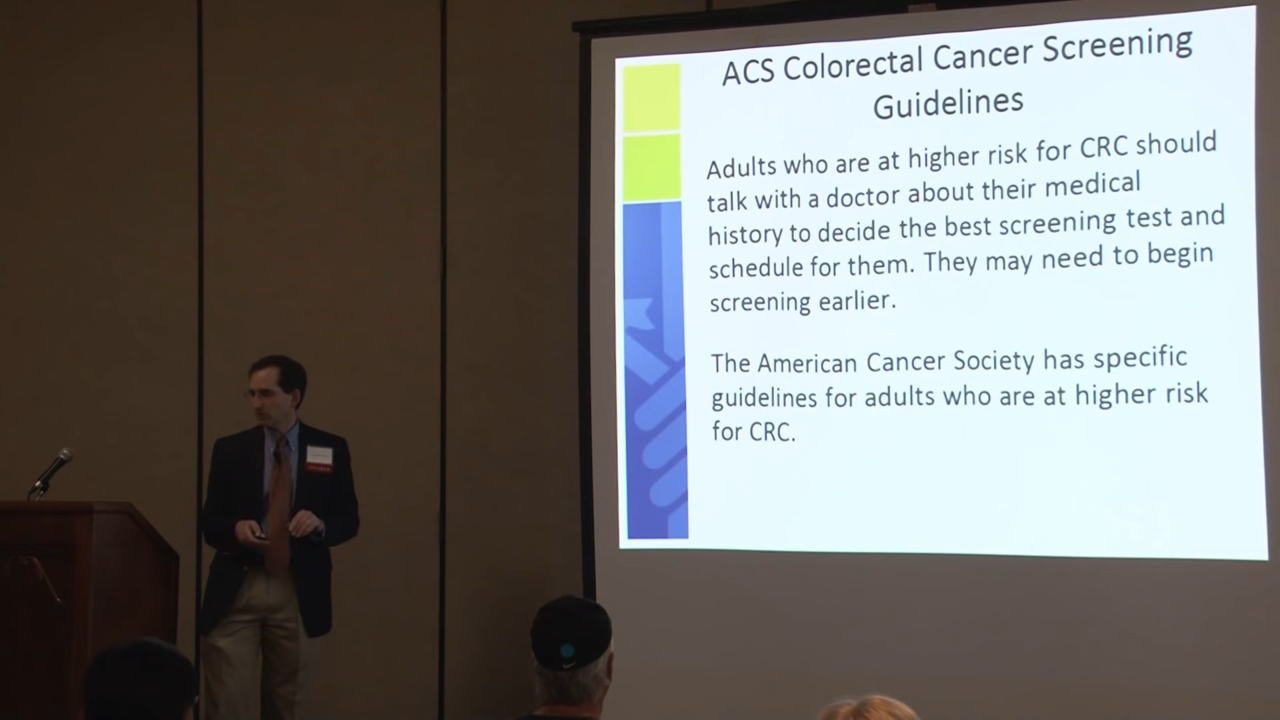 ACS Colorectal Cancer Screening
Guidelines
Adults who are at higher risk for CRC should
talk with a doctor about their medical
history to decide the best screening test and
schedule for them. They may need to begin
screening earlier.
The American Cancer Society has specific
guidelines for adults who are at higher risk
for CRC.